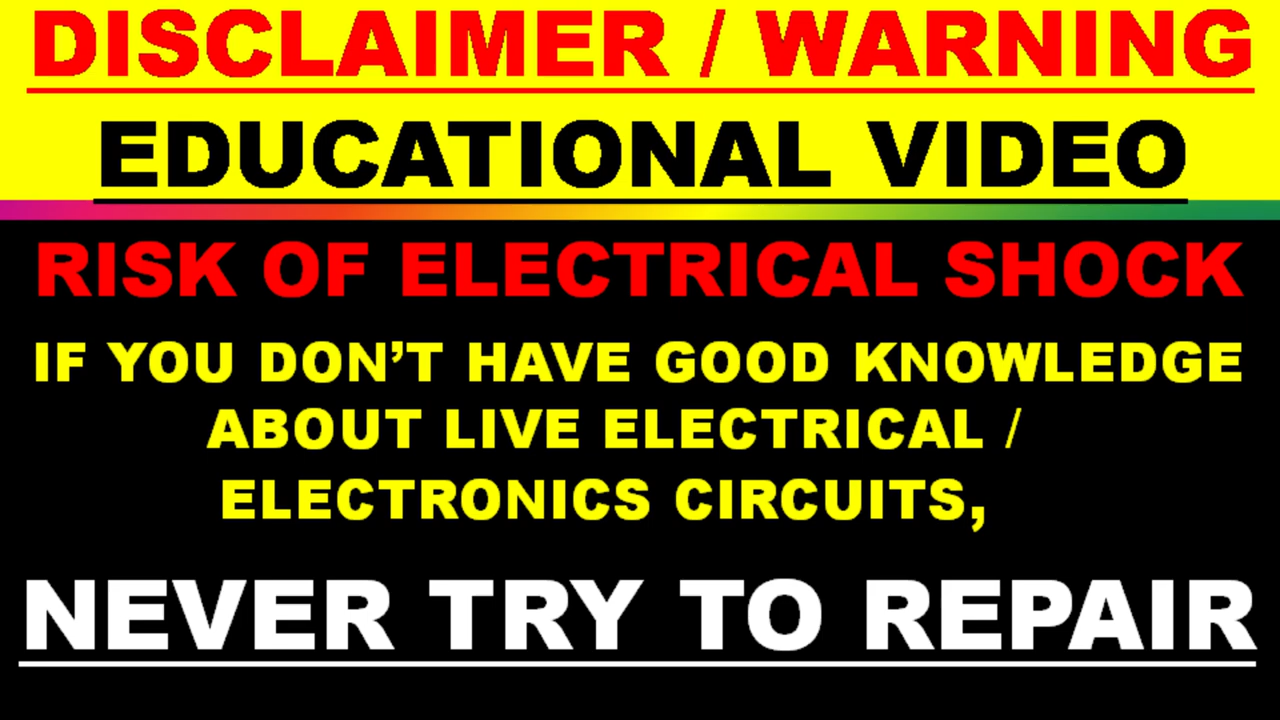 DISCLAIMER / WARNING
EDUCATIONAL VIDEO
RISK OF ELECTRICAL SHOCK
IF YOU DON’T HAVE GOOD KNOWLEDGE
ABOUT LIVE ELECTRICAL /
ELECTRONICS CIRCUITS,
NEVER TRY TO REPAIR